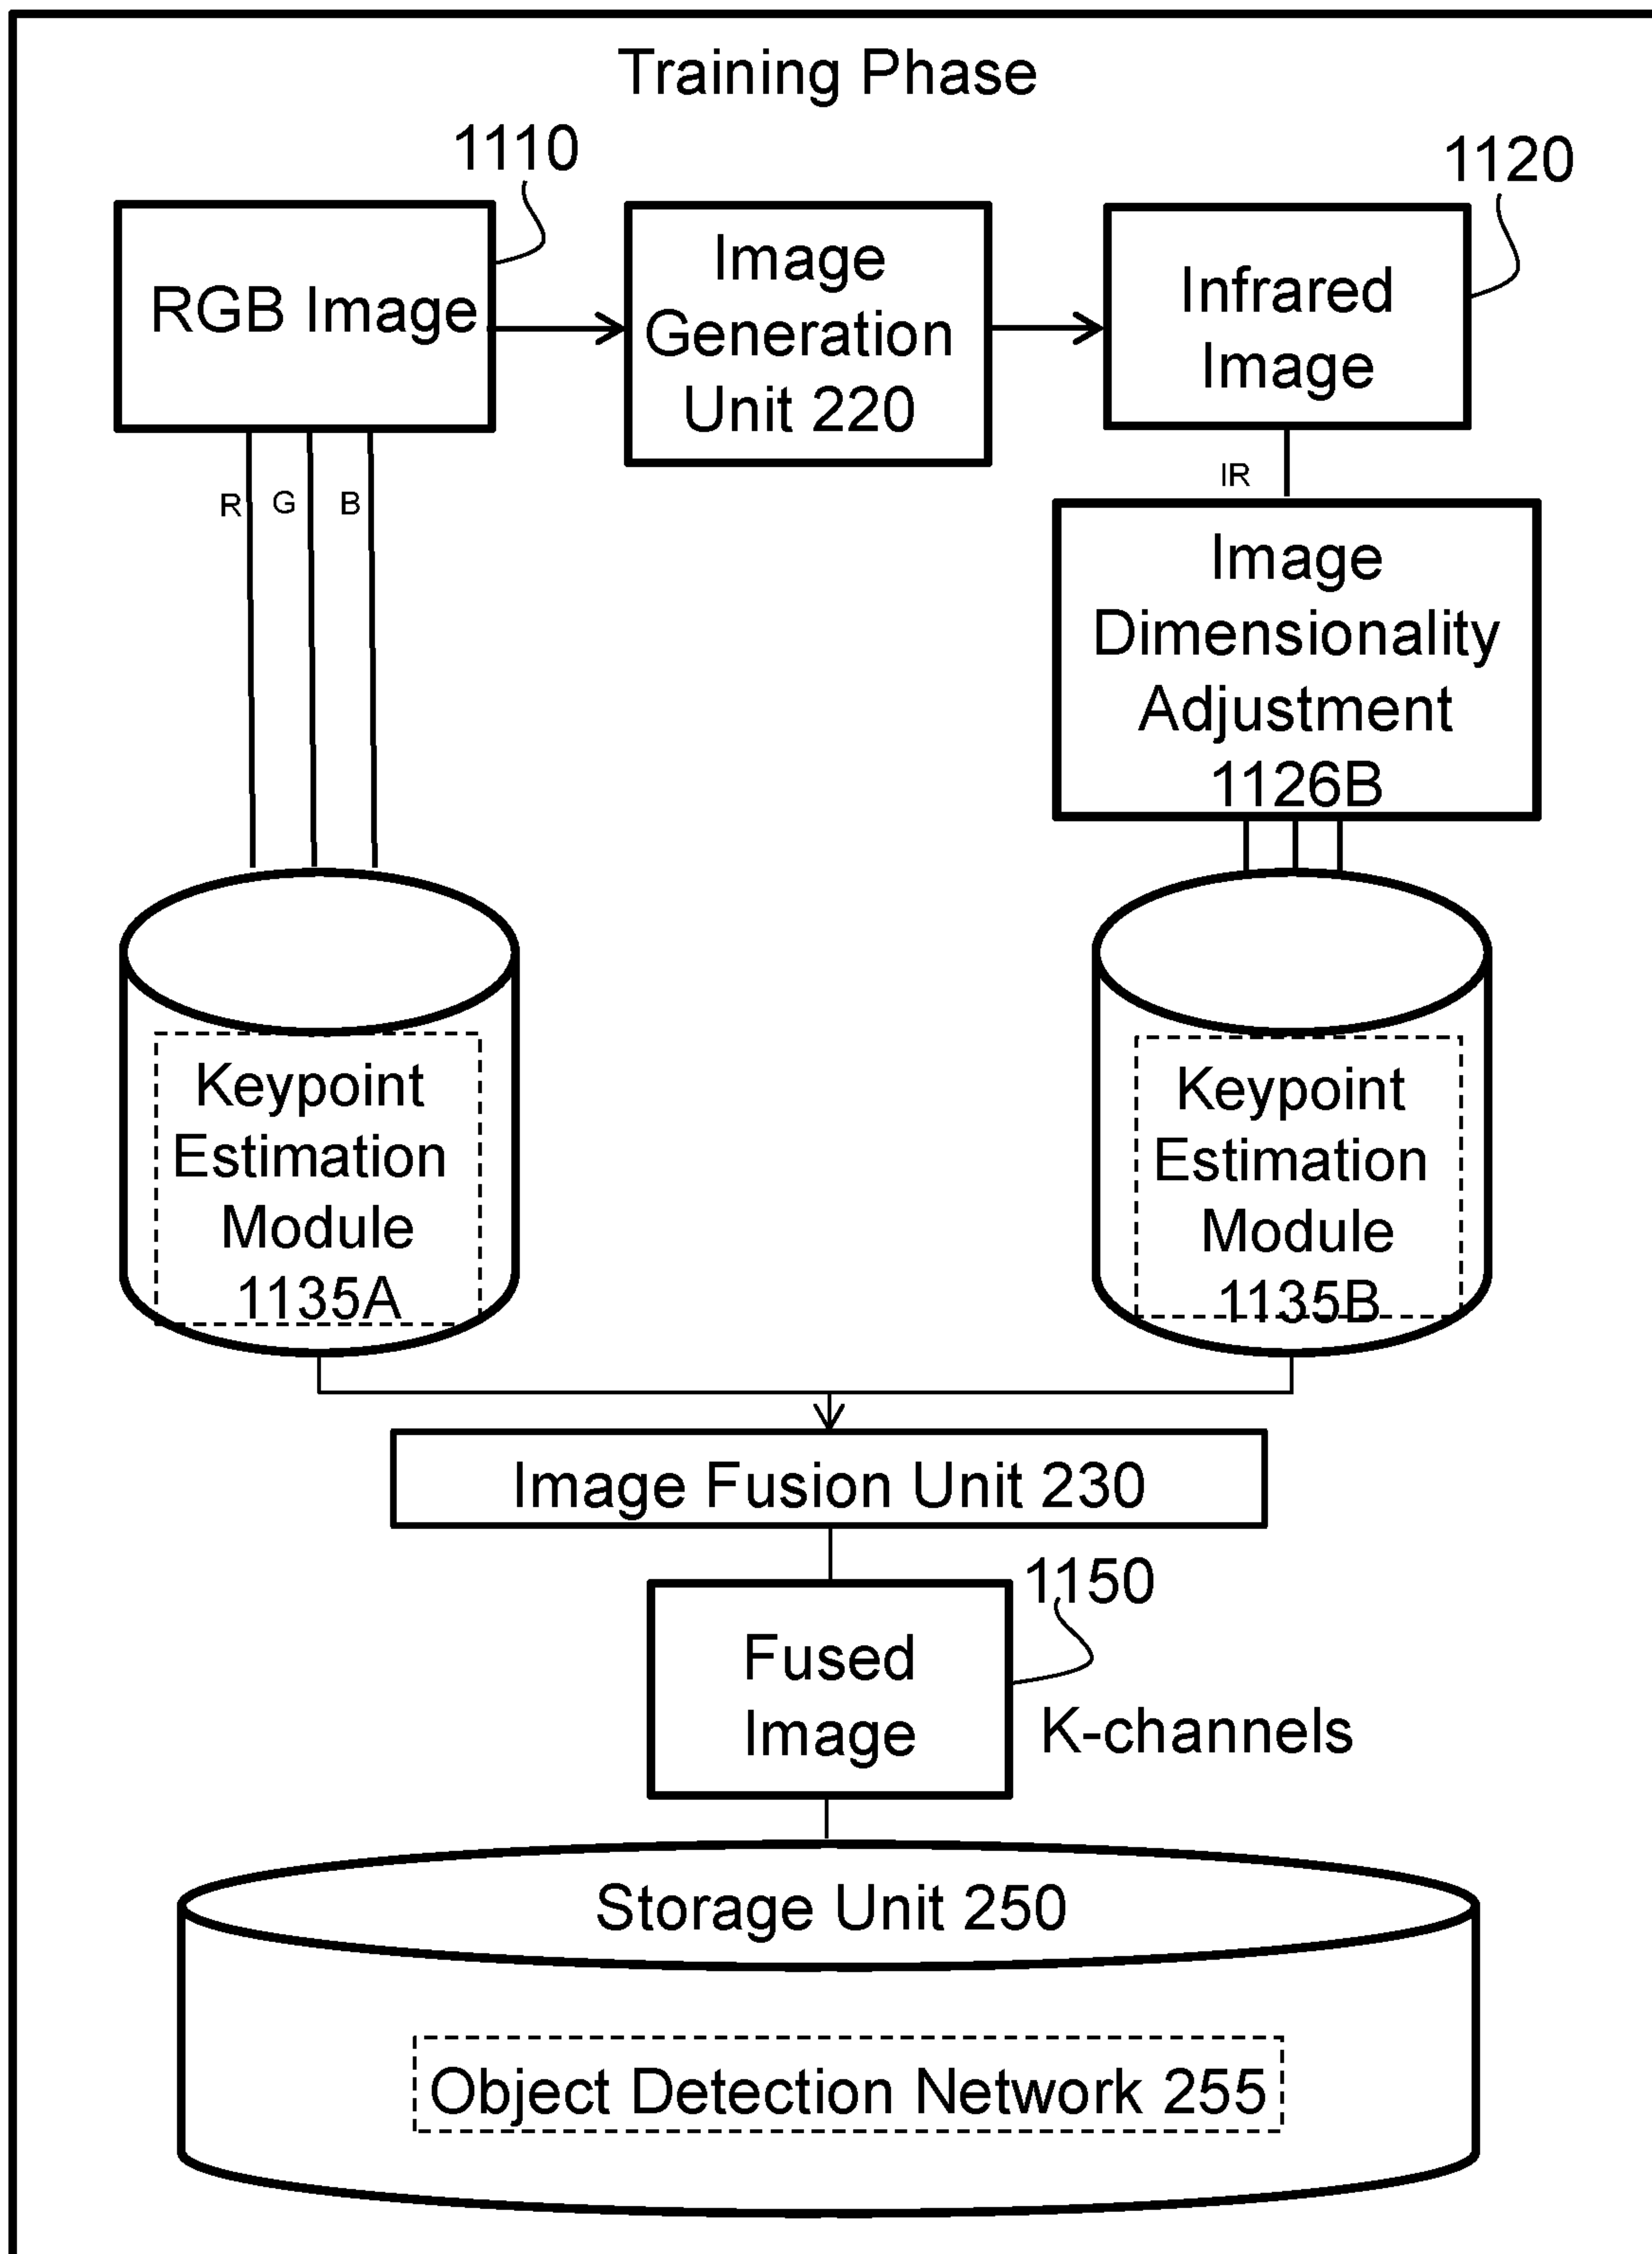 Training Phase
1110
1120
RGB Image
Image
Generation
Unit 220
Infrared
Image
R
G
B
IR
Image
Dimensionality
Adjustment
1126B
Keypoint
Estimation
Module
1135A
Keypoint
Estimation
Module
1135B
Image Fusion Unit 230
1150
Fused
Image
K-channels
Storage Unit 250
Object Detection Network 255